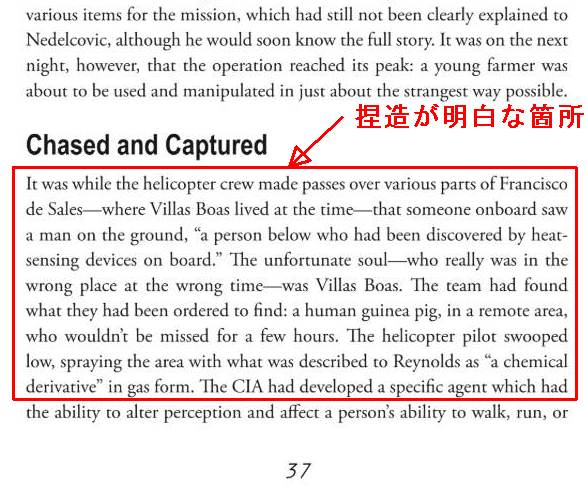 various items for the mission, which had still not been clearly explained to
Nedelcovic, although he would soon know the full story. It was on the next
night, however, that the operation reached its peak: a young farmer was
about to be used and manipulated in just about the strangest way possible.
捏造が明白な箇所
Chased and Captured
It was while the helicopter crew made passes over various parts of Francisco
de Sales—where Villas Boas lived at the time—that someone onboard saw
a man on the ground, “a person below who had been discovered by heat-
sensing devices on board.” The unfortunate soul—who really was in the
wrong place at the wrong time—was Villas Boas. The team had found
what they had been ordered to find: a human guinea pig, in a remote area,
who wouldn’t be missed for a few hours. The helicopter pilot swooped
low, spraying the area with what was described to Reynolds as “a chemical
derivative” in gas form. The CIA had developed a specific agent which had
the ability to alter perception and affect a person’s ability to walk, run, or
37